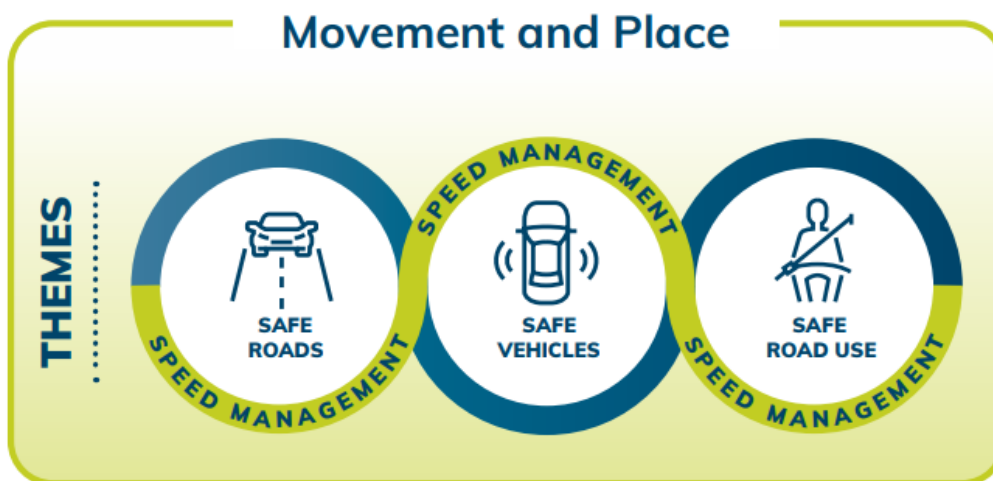 Movement and Place
THEMES
SPEED MANAGEMENT
SAFE
ROADS
SPEED MANAGEMENT
SAFE
VEHICLES
SPEED MANAGEMENT
SAFE
ROAD USE